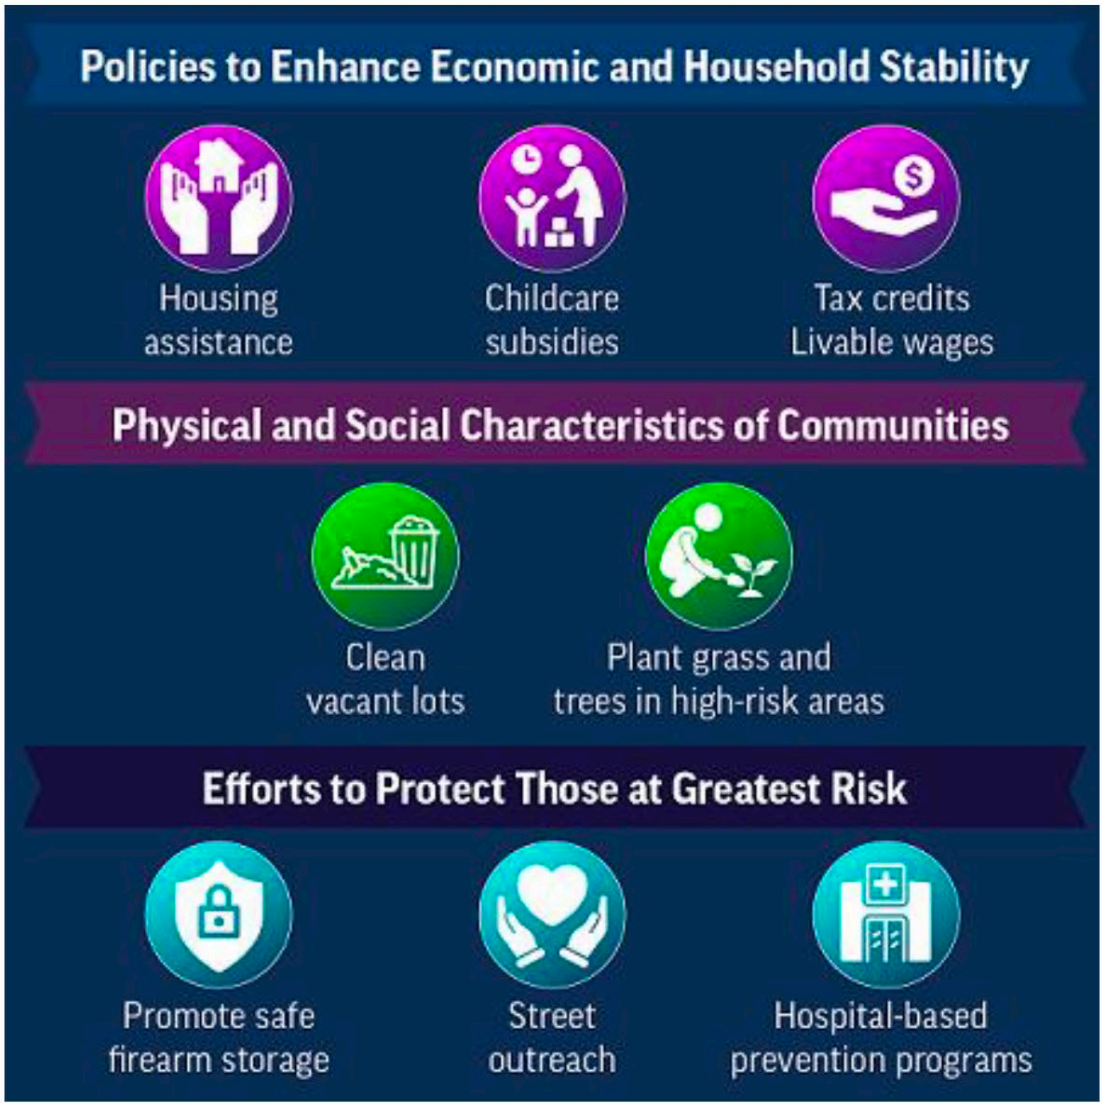 Policies to Enhance Economic and Household Stability
Housing
assistance
Childcare
subsidies
Tax credits
Livable wages
Physical and Social Characteristics of Communities
Clean
vacant lots
Plant grass and
trees in high-risk areas
Efforts to Protect Those at Greatest Risk
Promote safe
firearm storage
Street
outreach
Hospital-based
prevention programs